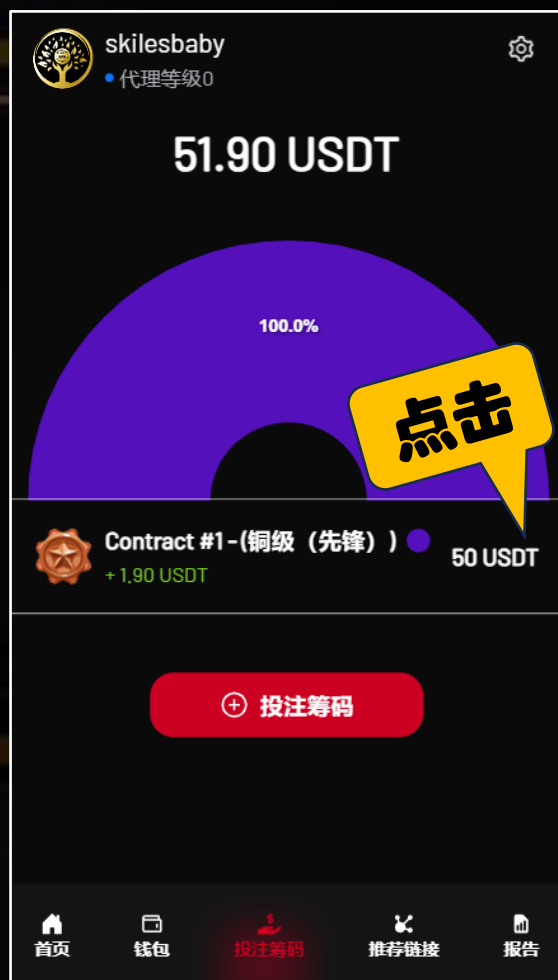 skilesbaby
代理等级0
51.90 USDT
100.0%
点击
Contract #1-(铜级（先锋）)
+1.90 USDT
50 USDT
投注筹码
首页
钱包
投注筹码
推荐链接
报告